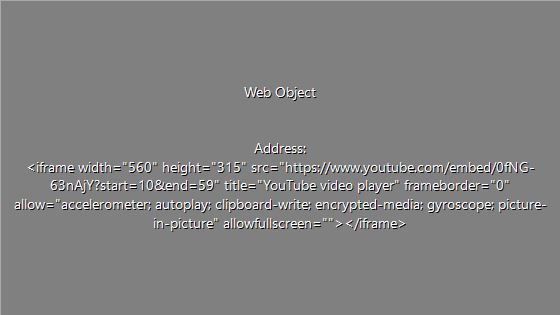 Web Object
Address:
<iframe width="560" height="315" src="https://www.youtube.com/embed/0fNG-
63nAjY?start=10&end=59" title="YouTube video player" frameborder="0"
allow="accelerometer; autoplay; clipboard-write; encrypted-media; gyroscope; picture-
in-picture" allowfullscreen=""></iframe>